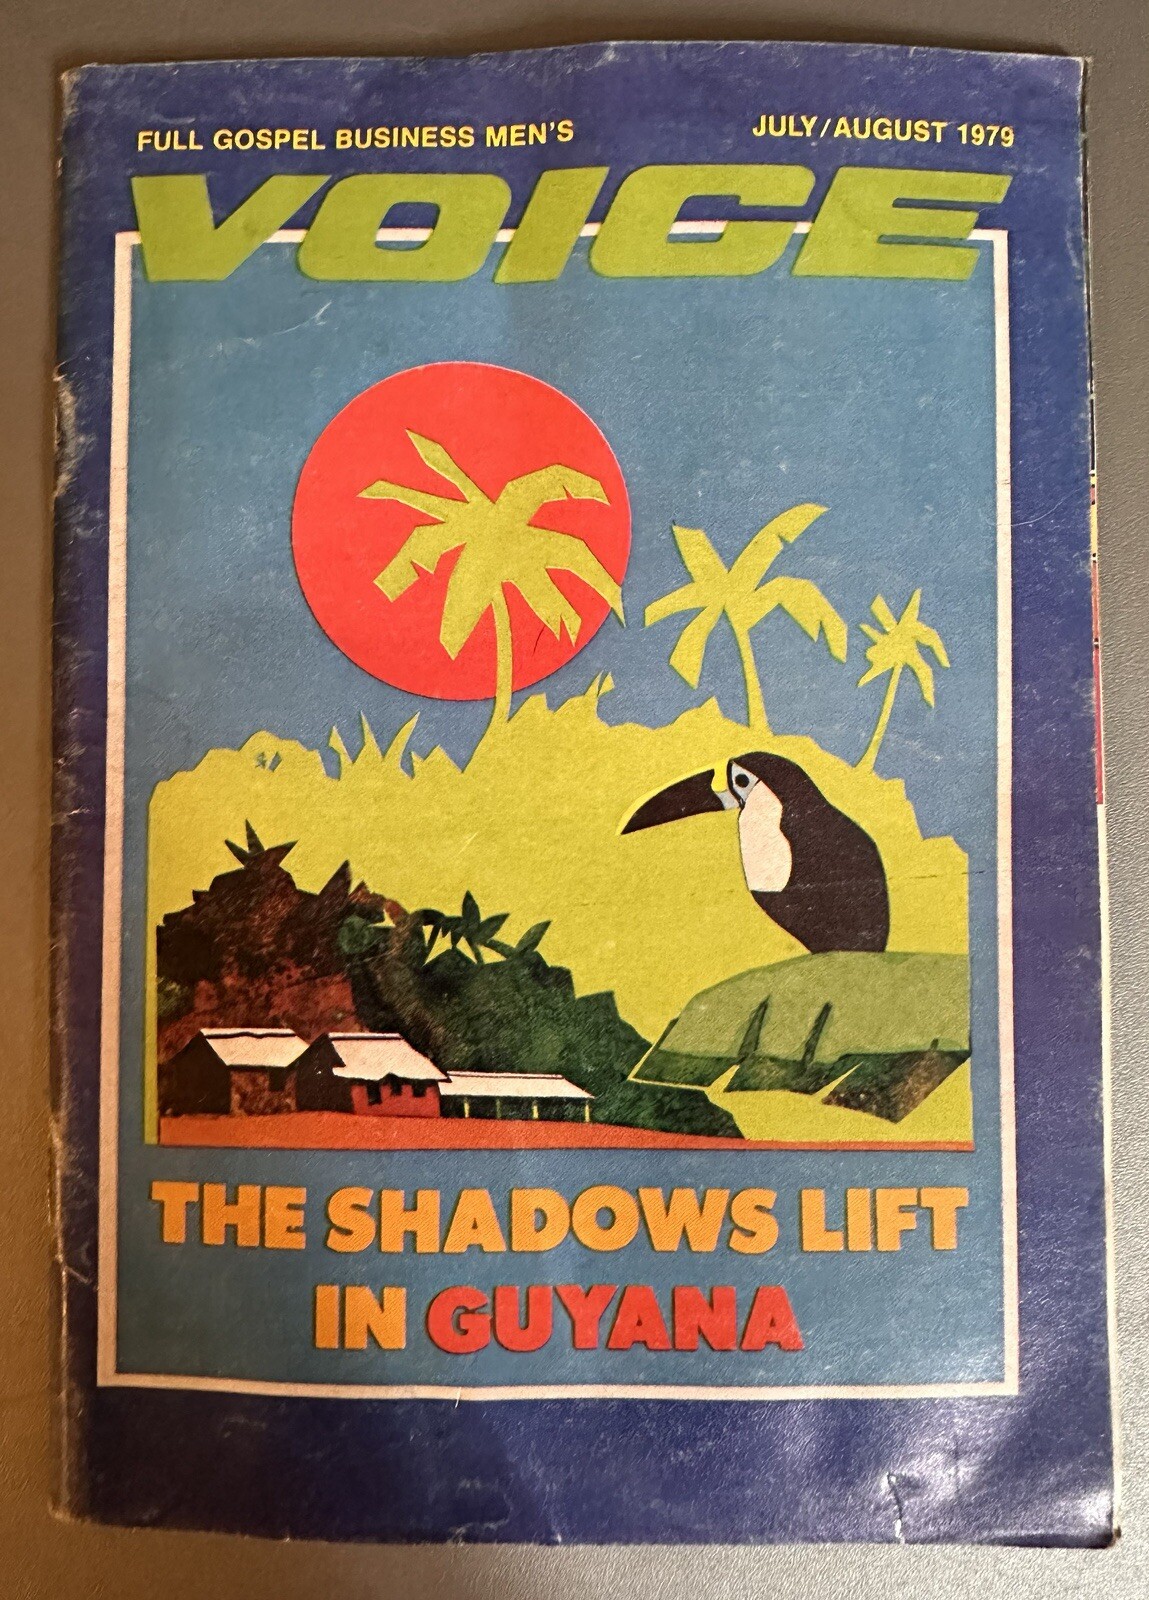 FULL GOSPEL BUSINESS MEN'S
JULY/AUGUST 1979
VOICE
THE SHADOWS LIFT
IN GUYANA